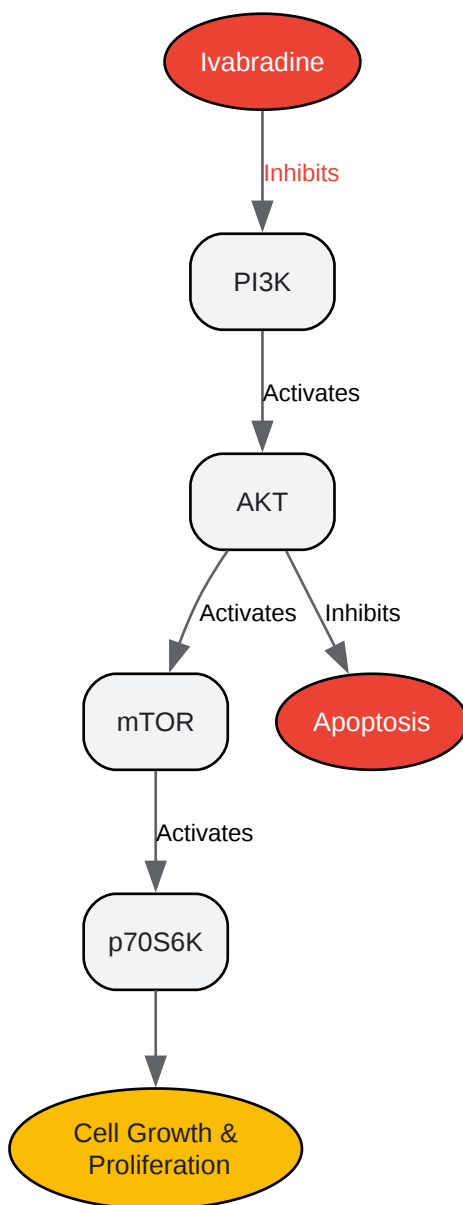 Ivabradine
Inhibits
PI3K
Activates
AKT
Activates
Inhibits
mTOR
Apoptosis
Activates
p70S6K
Cell Growth &
Proliferation